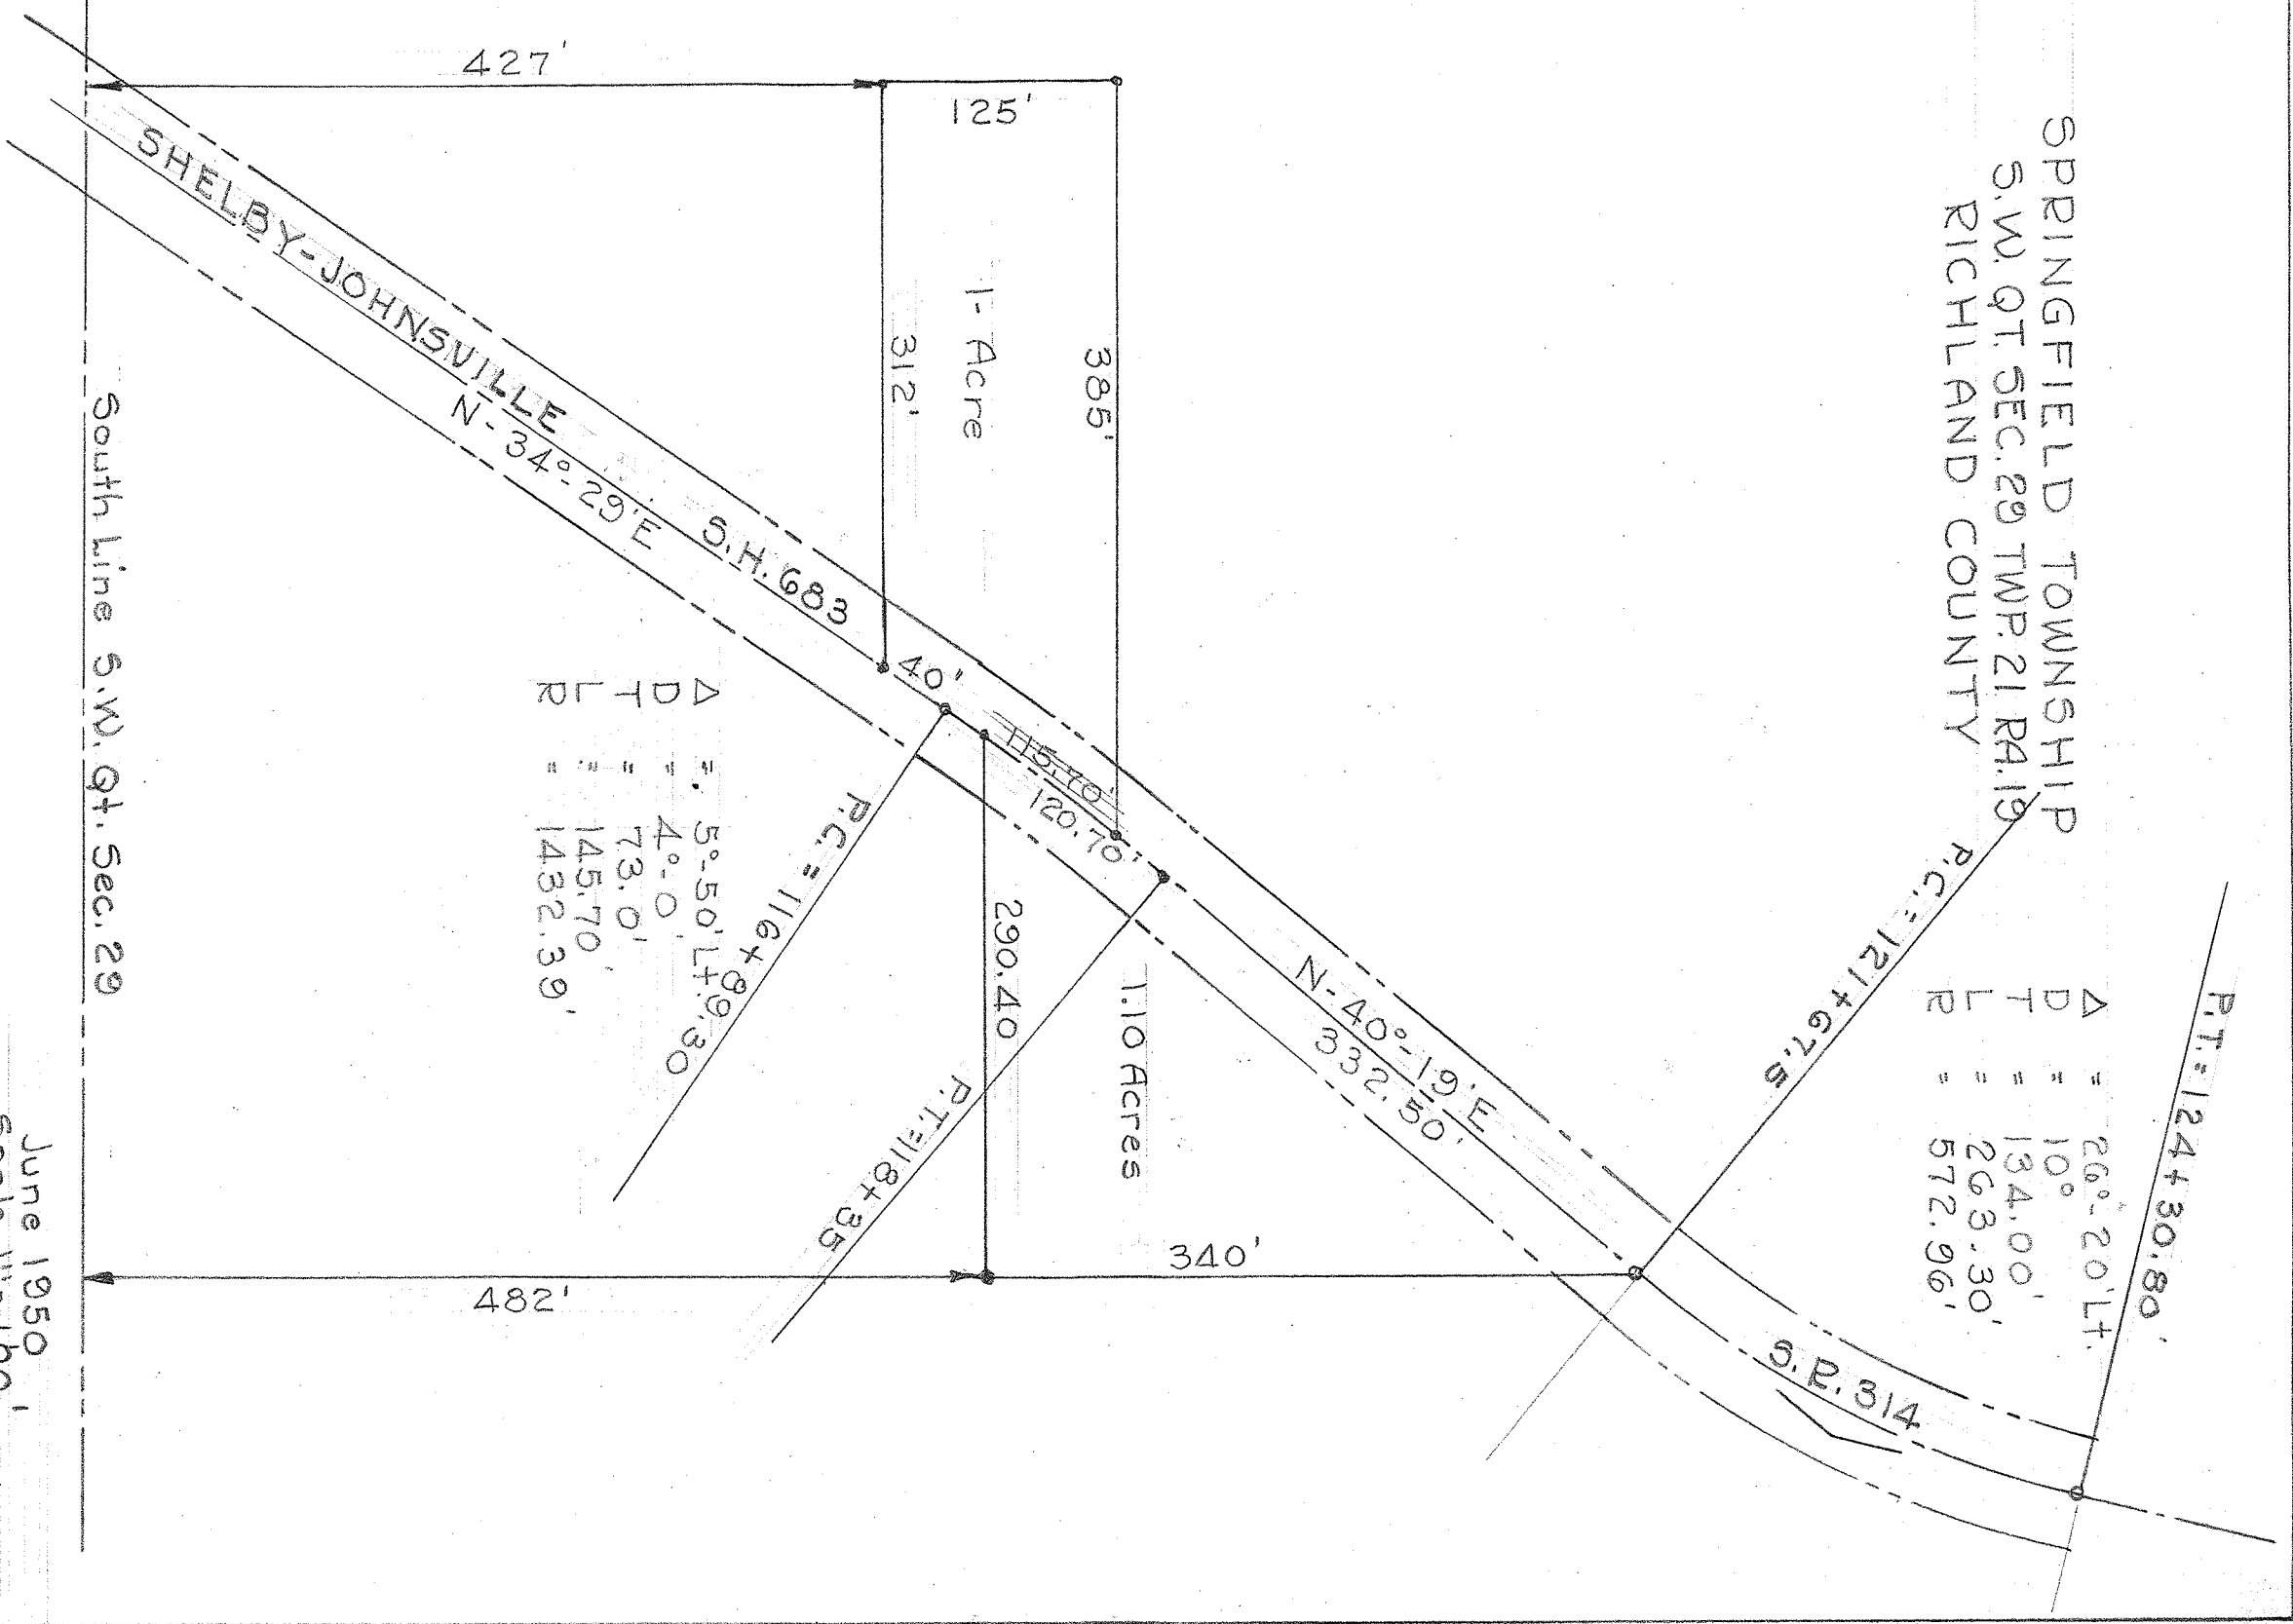 SPRINGFIELD TOWNSHIP
S.W. QT. SEC. 29 TWP. 21 RA. 19
RICHLAND COUNTY
427'
125'
1- Acre
312'
385'
SHELBY-JOHNSVILLE
N-34°-29'E
S.H. 683
40'
115.70'
120.70'
290.40
1.10 Acres
N-40°-19'E
332.50'
340'
482'
S.R. 314
P.C. = 116+89.30
P.T. = 118+35
P.C. = 121+67.5
P.T. = 124+30.80'
Δ = 5°-50' Lt.
D = 4°-0'
T = 73.0'
L = 145.70
R = 1432.39'
Δ = 26°-20' Lt.
D = 10°
T = 134.00'
L = 263.30'
R = 572.96'
South Line S.W. Qt. Sec. 29
June 1950